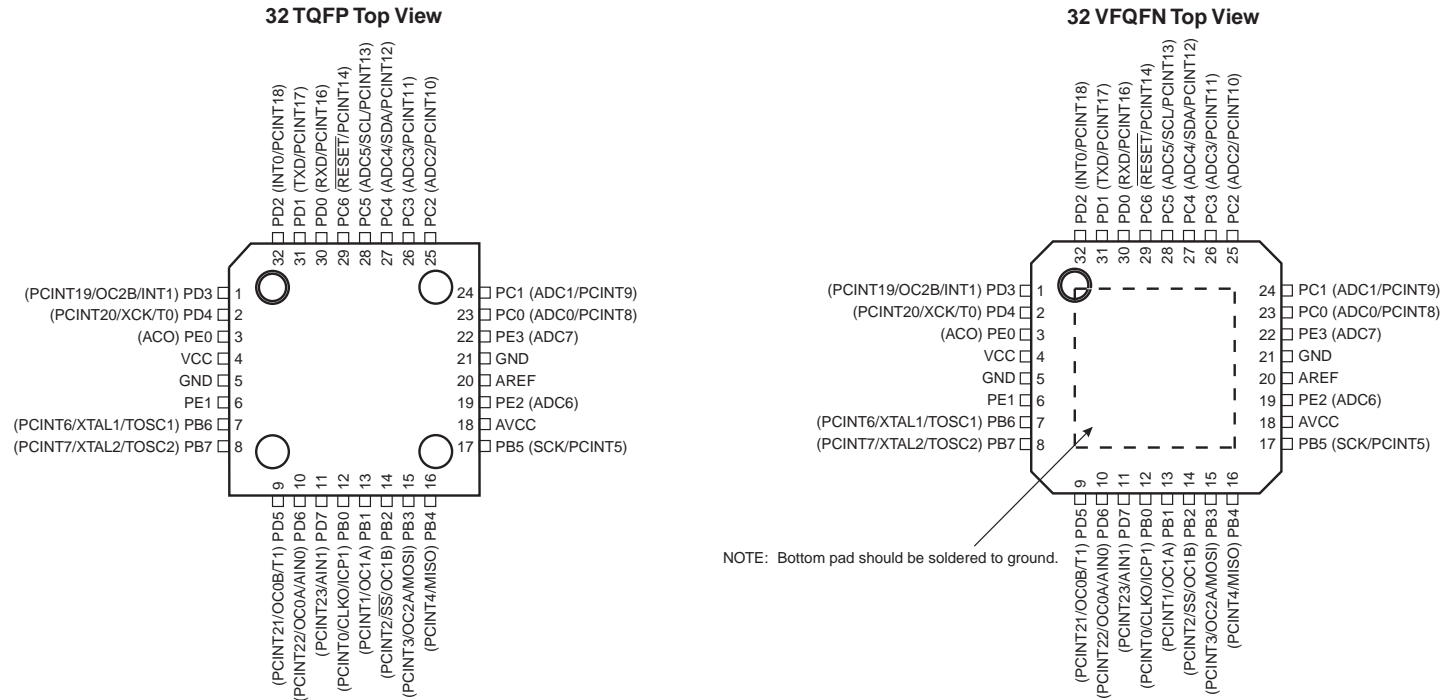 32 TQFP Top View
PD2 (INT0/PCINT18)
PD1 (TXD/PCINT17)
PD0 (RXD/PCINT16)
PC6 (RESET/PCINT14)
PC5 (ADC5/SCL/PCINT13)
PC4 (ADC4/SDA/PCINT12)
PC3 (ADC3/PCINT11)
PC2 (ADC2/PCINT10)
32
31
30
29
28
27
26
25
(PCINT19/OC2B/INT1) PD3 1
(PCINT20/XCK/T0) PD4 2
(ACO) PE0 3
VCC 4
GND 5
PE1 6
(PCINT6/XTAL1/TOSC1) PB6 7
(PCINT7/XTAL2/TOSC2) PB7 8
24 PC1 (ADC1/PCINT9)
23 PC0 (ADC0/PCINT8)
22 PE3 (ADC7)
21 GND
20 AREF
19 PE2 (ADC6)
18 AVCC
17 PB5 (SCK/PCINT5)
9
10
11
12
13
14
15
16
(PCINT21/OC0B/T1) PD5
(PCINT22/OC0A/AIN0) PD6
(PCINT23/AIN1) PD7
(PCINT0/CLKO/ICP1) PB0
(PCINT1/OC1A) PB1
(PCINT2/SS/OC1B) PB2
(PCINT3/OC2A/MOSI) PB3
(PCINT4/MISO) PB4
32 VFQFN Top View
PD2 (INT0/PCINT18)
PD1 (TXD/PCINT17)
PD0 (RXD/PCINT16)
PC6 (RESET/PCINT14)
PC5 (ADC5/SCL/PCINT13)
PC4 (ADC4/SDA/PCINT12)
PC3 (ADC3/PCINT11)
PC2 (ADC2/PCINT10)
32
31
30
29
28
27
26
25
(PCINT19/OC2B/INT1) PD3 1
(PCINT20/XCK/T0) PD4 2
(ACO) PE0 3
VCC 4
GND 5
PE1 6
(PCINT6/XTAL1/TOSC1) PB6 7
(PCINT7/XTAL2/TOSC2) PB7 8
24 PC1 (ADC1/PCINT9)
23 PC0 (ADC0/PCINT8)
22 PE3 (ADC7)
21 GND
20 AREF
19 PE2 (ADC6)
18 AVCC
17 PB5 (SCK/PCINT5)
9
10
11
12
13
14
15
16
(PCINT21/OC0B/T1) PD5
(PCINT22/OC0A/AIN0) PD6
(PCINT23/AIN1) PD7
(PCINT0/CLKO/ICP1) PB0
(PCINT1/OC1A) PB1
(PCINT2/SS/OC1B) PB2
(PCINT3/OC2A/MOSI) PB3
(PCINT4/MISO) PB4
NOTE: Bottom pad should be soldered to ground.